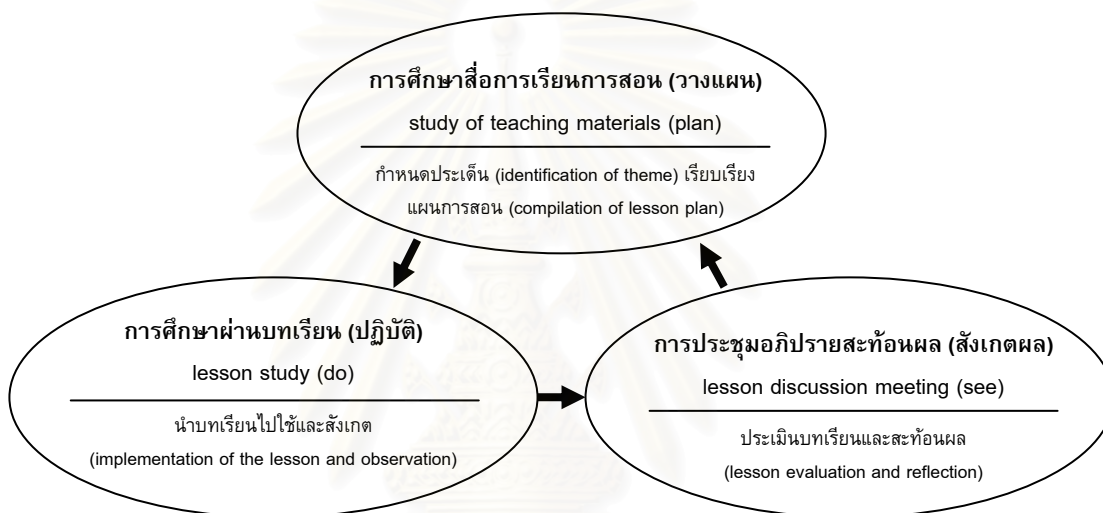 การศึกษาสื่อการเรียนการสอน (วางแผน)
study of teaching materials (plan)
กำหนดประเด็น (identification of theme) เรียบเรียง
แผนการสอน (compilation of lesson plan)
การศึกษาผ่านบทเรียน (ปฏิบัติ)
lesson study (do)
นำบทเรียนไปใช้และสังเกต
(implementation of the lesson and observation)
การประชุมอภิปรายสะท้อนผล (สังเกตผล)
lesson discussion meeting (see)
ประเมินบทเรียนและสะท้อนผล
(lesson evaluation and reflection)